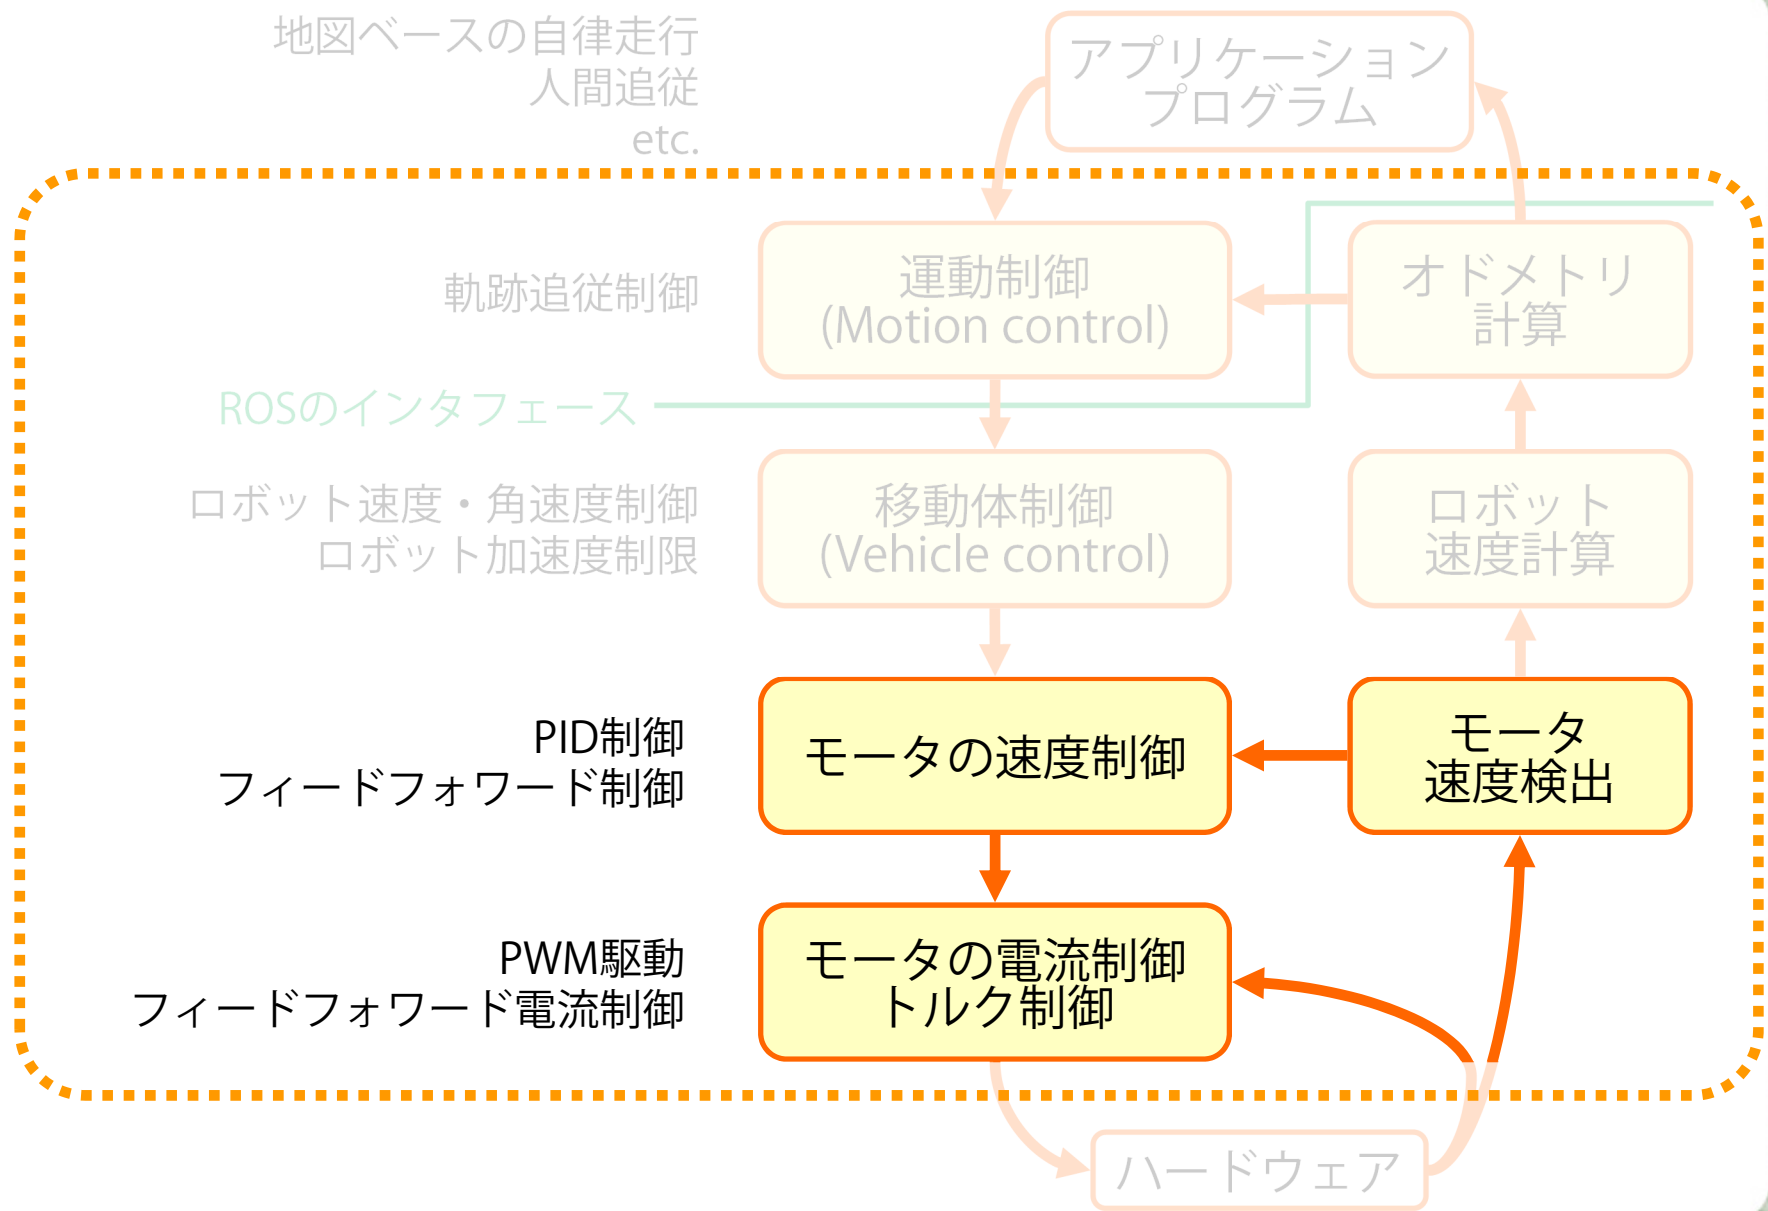 地図ベースの自律走行
人間追従
etc.
アプリケーション
プログラム
軌跡追従制御
運動制御
(Motion control)
オドメトリ
計算
ROSのインタフェース
ロボット速度・角速度制御
ロボット加速度制限
移動体制御
(Vehicle control)
ロボット
速度計算
PID制御
フィードフォワード制御
モータの速度制御
モータ
速度検出
PWM駆動
フィードフォワード電流制御
モータの電流制御
トルク制御
ハードウェア